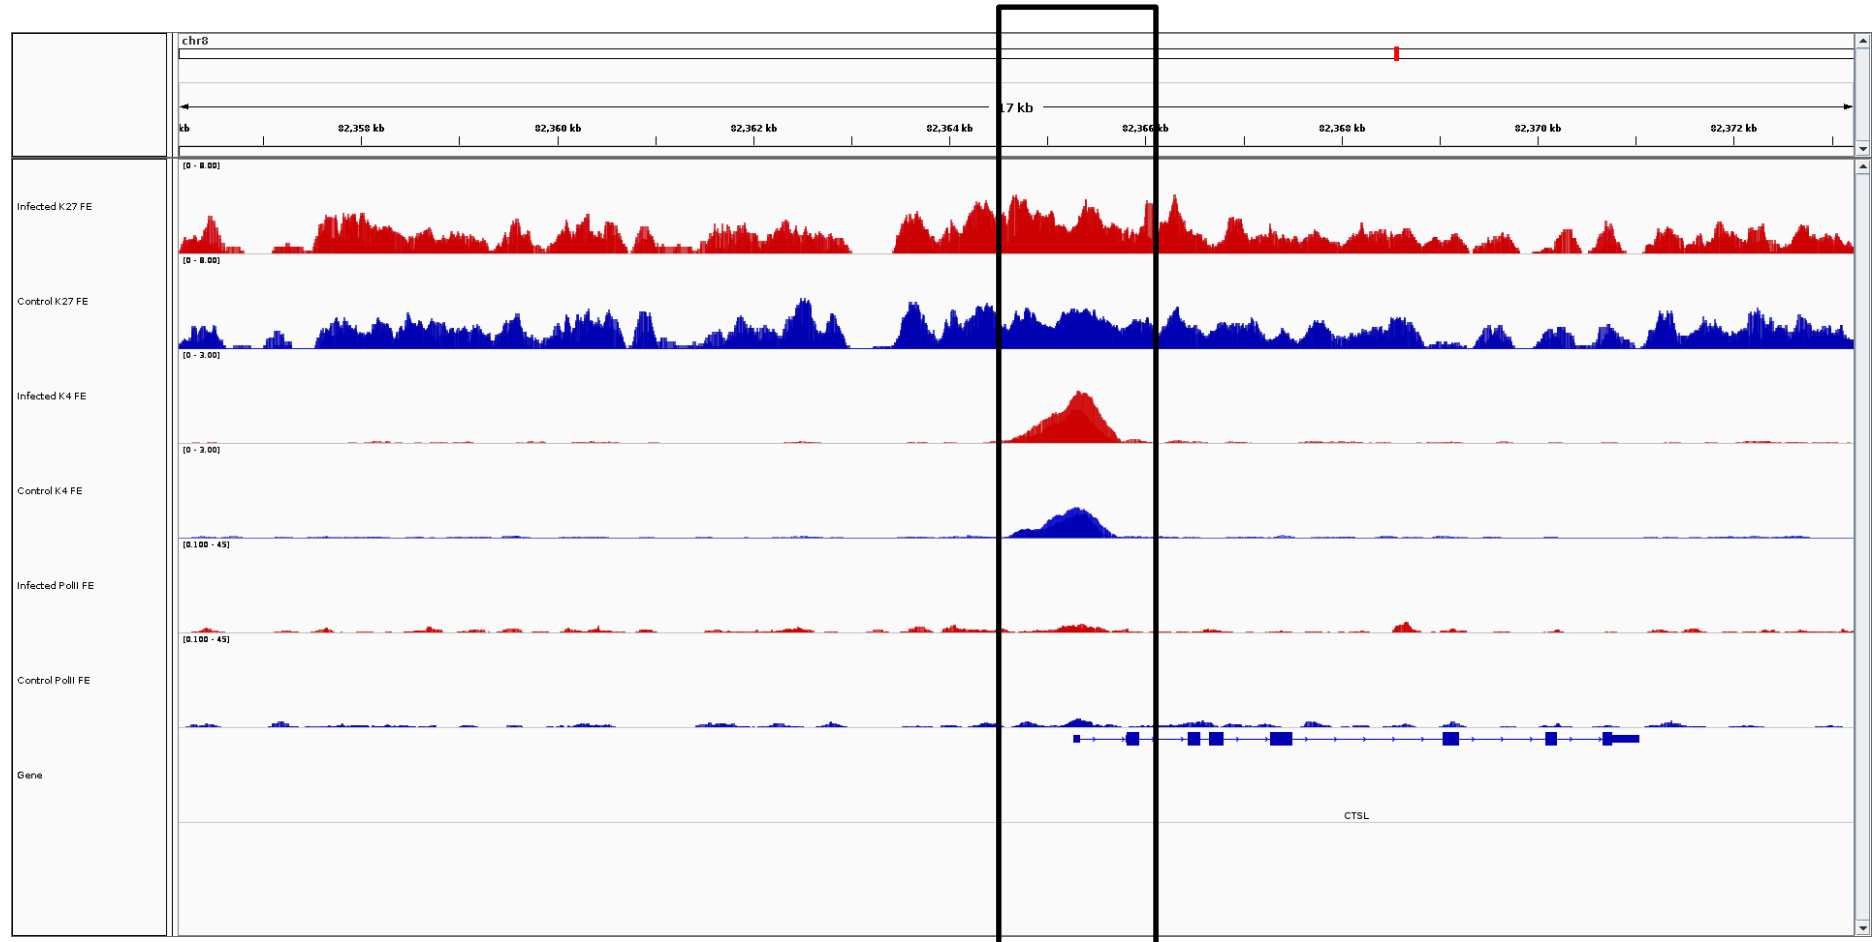 chr8
17 kb
kb 82,358 kb 82,360 kb 82,362 kb 82,364 kb 82,366 kb 82,368 kb 82,370 kb 82,372 kb
[0 - 8.00]
Infected K27 FE
[0 - 8.00]
Control K27 FE
[0 - 3.00]
Infected K4 FE
[0 - 3.00]
Control K4 FE
[0.100 - 45]
Infected PolII FE
[0.100 - 45]
Control PolII FE
Gene
CTSL